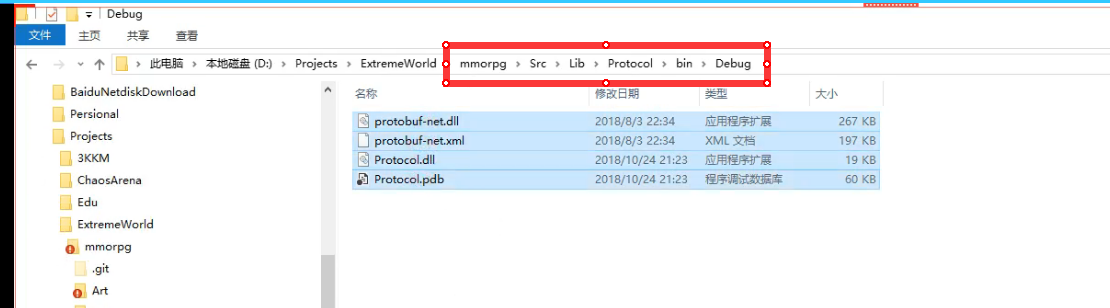 Debug
文件 主页 共享 查看
此电脑 本地磁盘 (D:) Projects ExtremeWorld mmorpg Src Lib Protocol bin Debug
BaiduNetdiskDownload
Personal
Projects
3KKM
ChaosArena
Edu
ExtremeWorld
mmorpg
.git
Art
名称 修改日期 类型 大小
protobuf-net.dll 2018/8/3 22:34 应用程序扩展 267 KB
protobuf-net.xml 2018/8/3 22:34 XML 文档 197 KB
Protocol.dll 2018/10/24 21:23 应用程序扩展 19 KB
Protocol.pdb 2018/10/24 21:23 程序调试数据库 60 KB